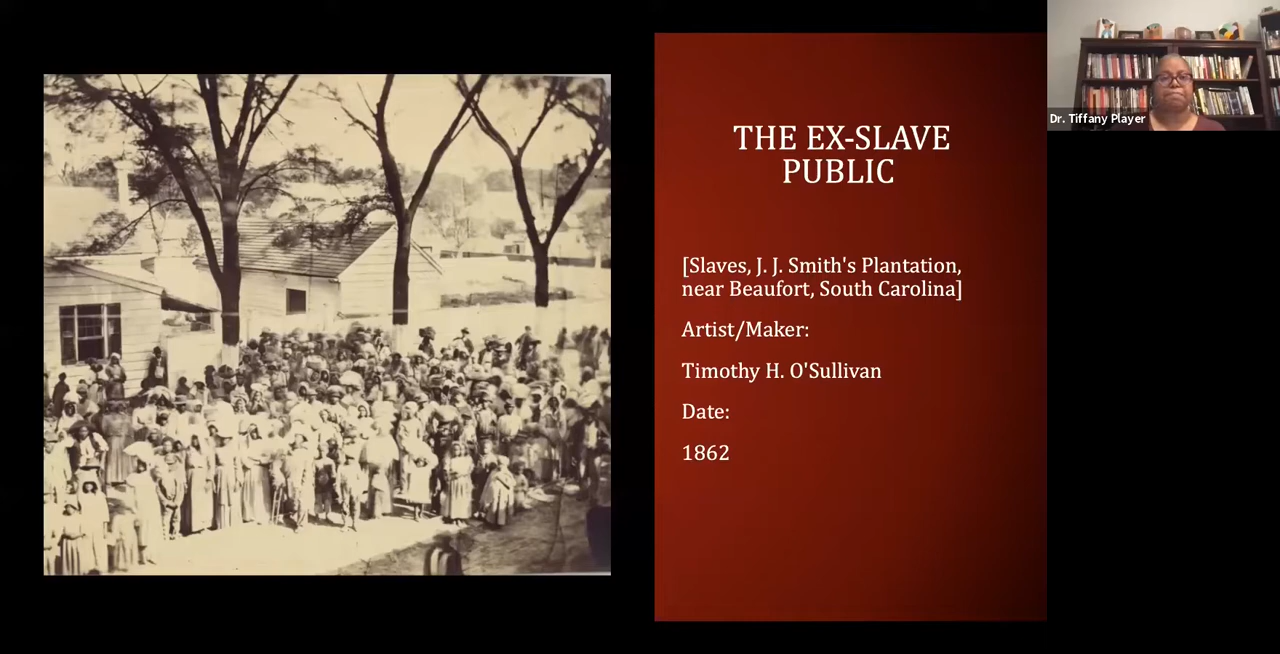 THE EX-SLAVE
PUBLIC
[Slaves, J. J. Smith's Plantation,
near Beaufort, South Carolina]
Artist/Maker:
Timothy H. O'Sullivan
Date:
1862
Dr. Tiffany Player